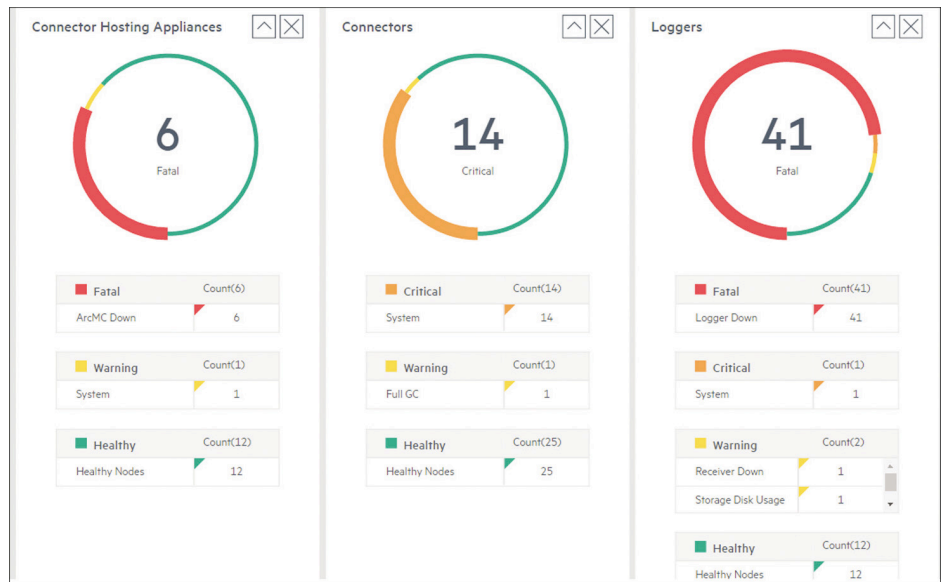 Connector Hosting Appliances
6
Fatal
Fatal Count(6)
ArcMC Down 6
Warning Count(1)
System 1
Healthy Count(12)
Healthy Nodes 12
Connectors
14
Critical
Critical Count(14)
System 14
Warning Count(1)
Full GC 1
Healthy Count(25)
Healthy Nodes 25
Loggers
41
Fatal
Fatal Count(41)
Logger Down 41
Critical Count(1)
System 1
Warning Count(2)
Receiver Down 1
Storage Disk Usage 1
Healthy Count(12)
Healthy Nodes 12